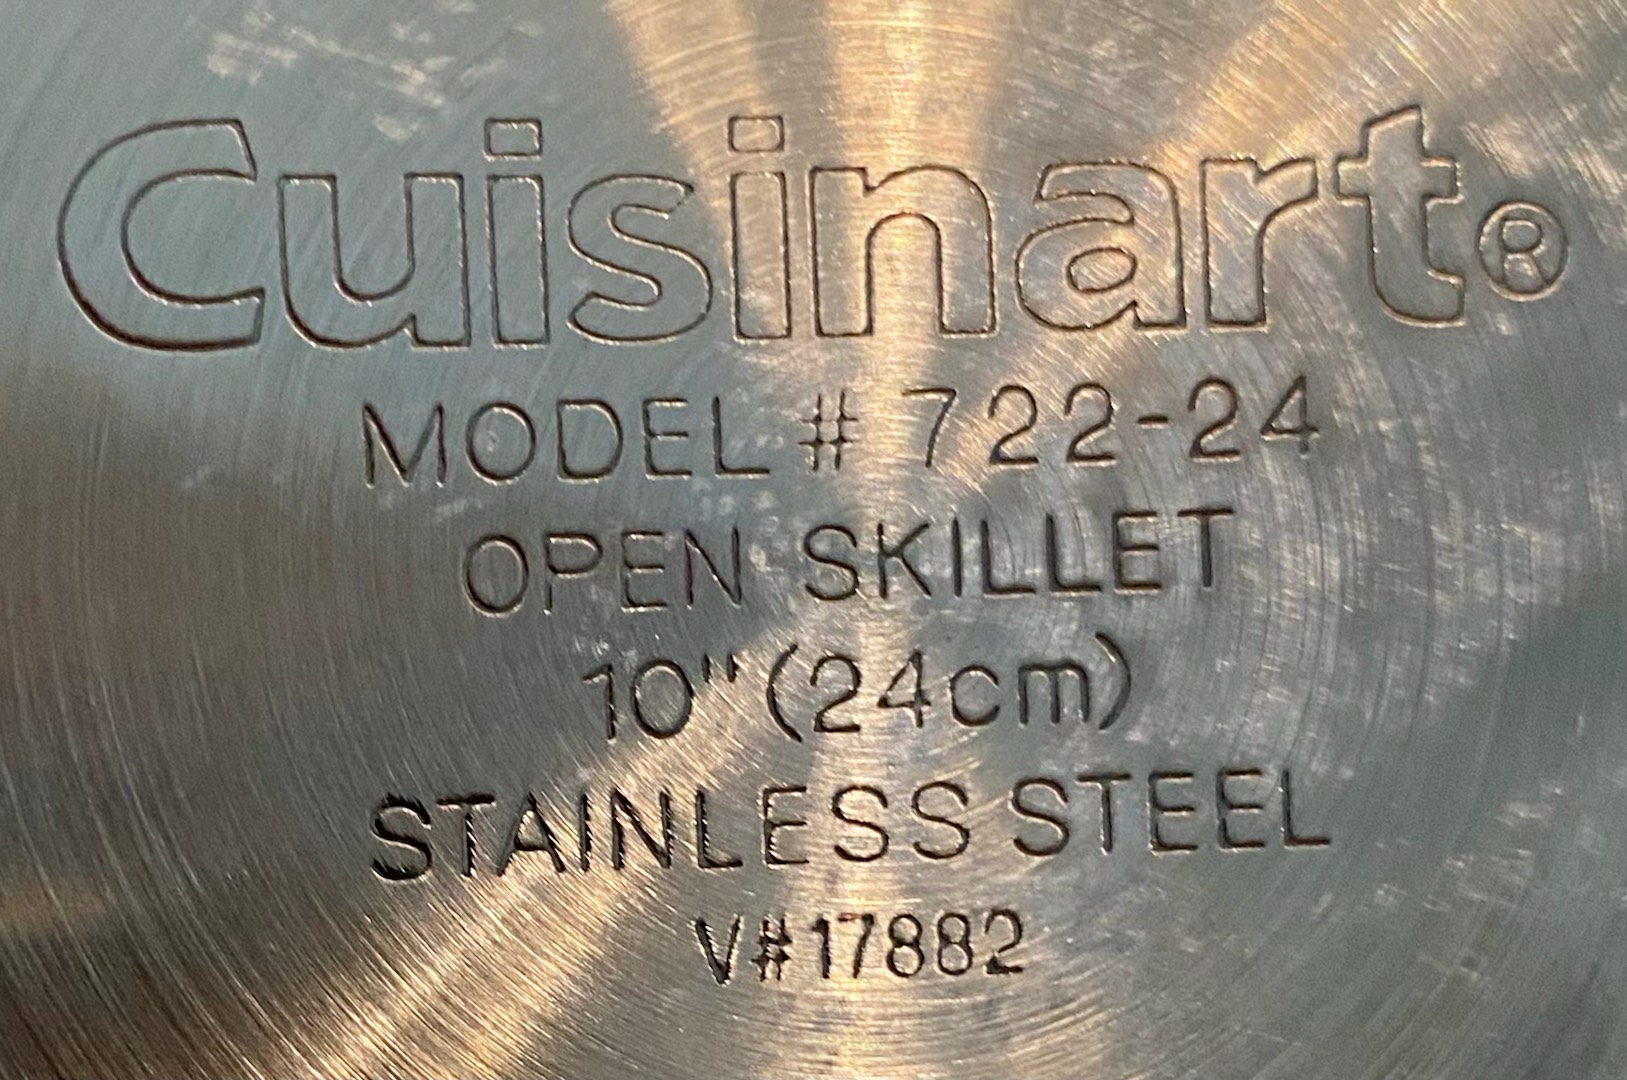 Cuisinart®
MODEL # 722-24
OPEN SKILLET
10"(24cm)
STAINLESS STEEL
V#17882